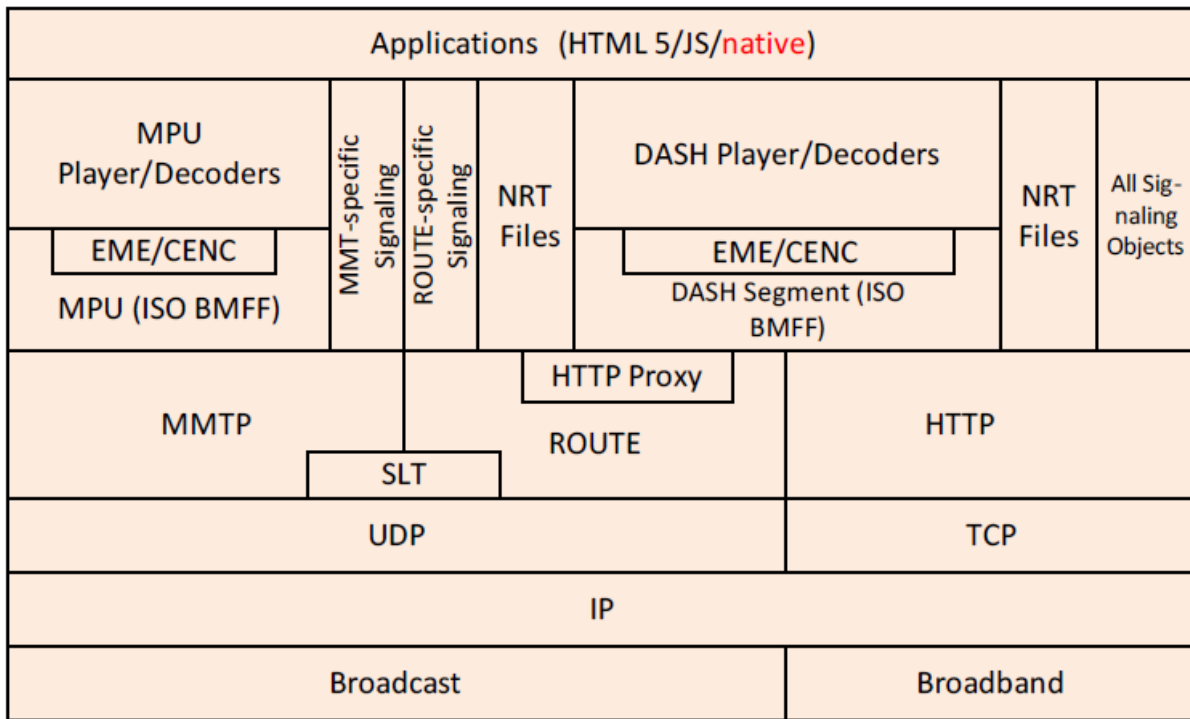 Applications (HTML 5/JS/native)
MPU
Player/Decoders
EME/CENC
MPU (ISO BMFF)
MMT-specific
Signaling
ROUTE-specific
Signaling
NRT
Files
DASH Player/Decoders
EME/CENC
DASH Segment (ISO
BMFF)
NRT
Files
All Sig-
naling
Objects
MMTP
SLT
HTTP Proxy
ROUTE
HTTP
UDP
TCP
IP
Broadcast
Broadband